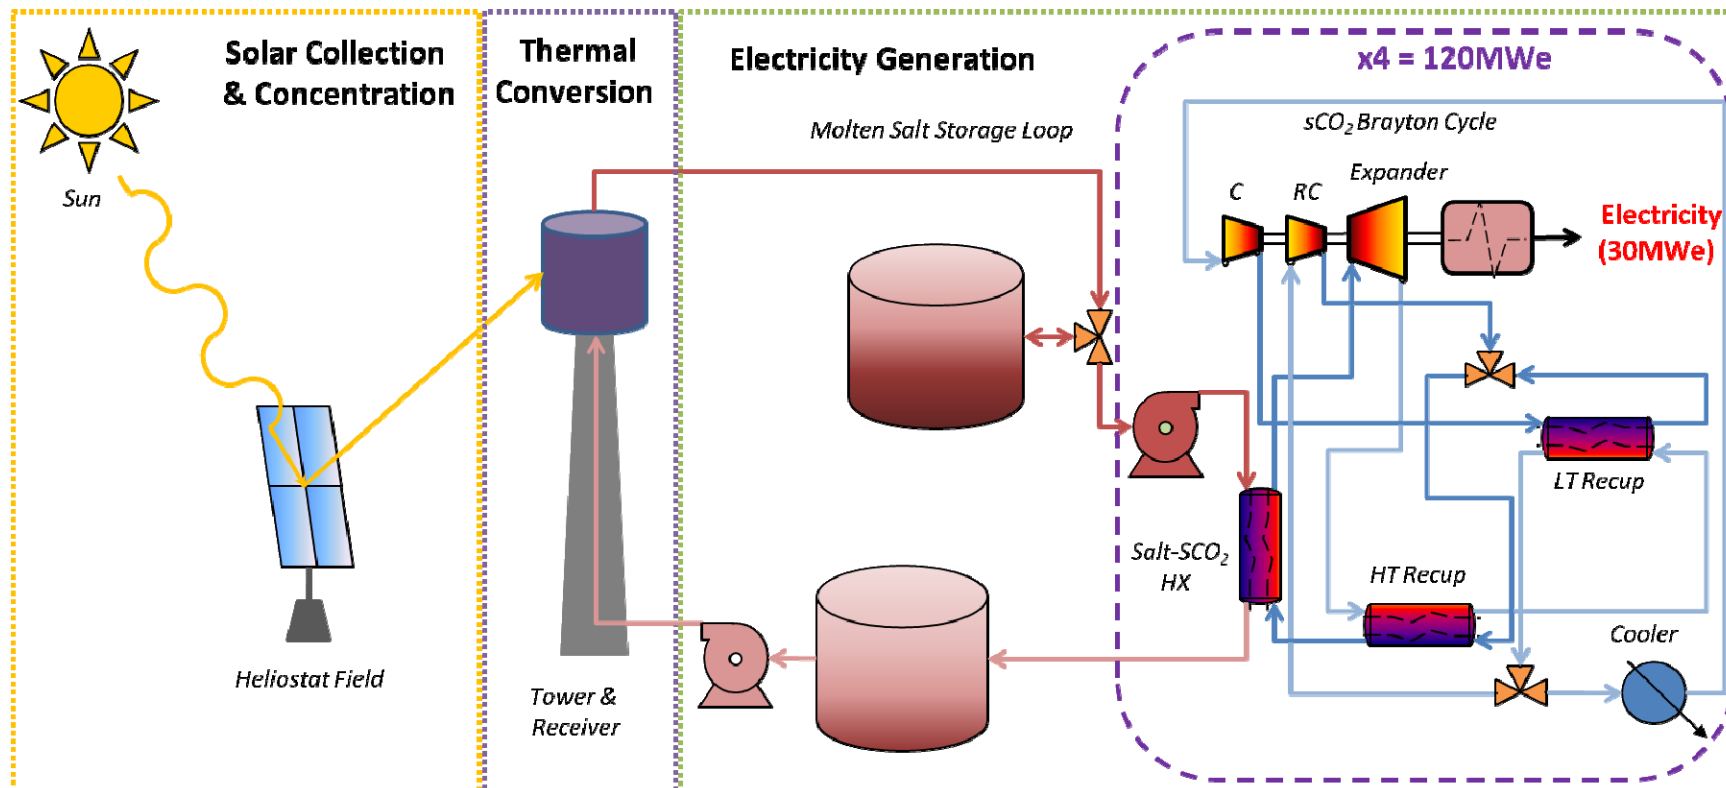 Solar Collection
& Concentration
Thermal
Conversion
Electricity Generation
x4 = 120MWe
Molten Salt Storage Loop
sCO₂ Brayton Cycle
Sun
C
RC
Expander
Electricity
(30MWe)
LT Recup
Salt-SCO₂
HX
HT Recup
Cooler
Heliostat Field
Tower &
Receiver